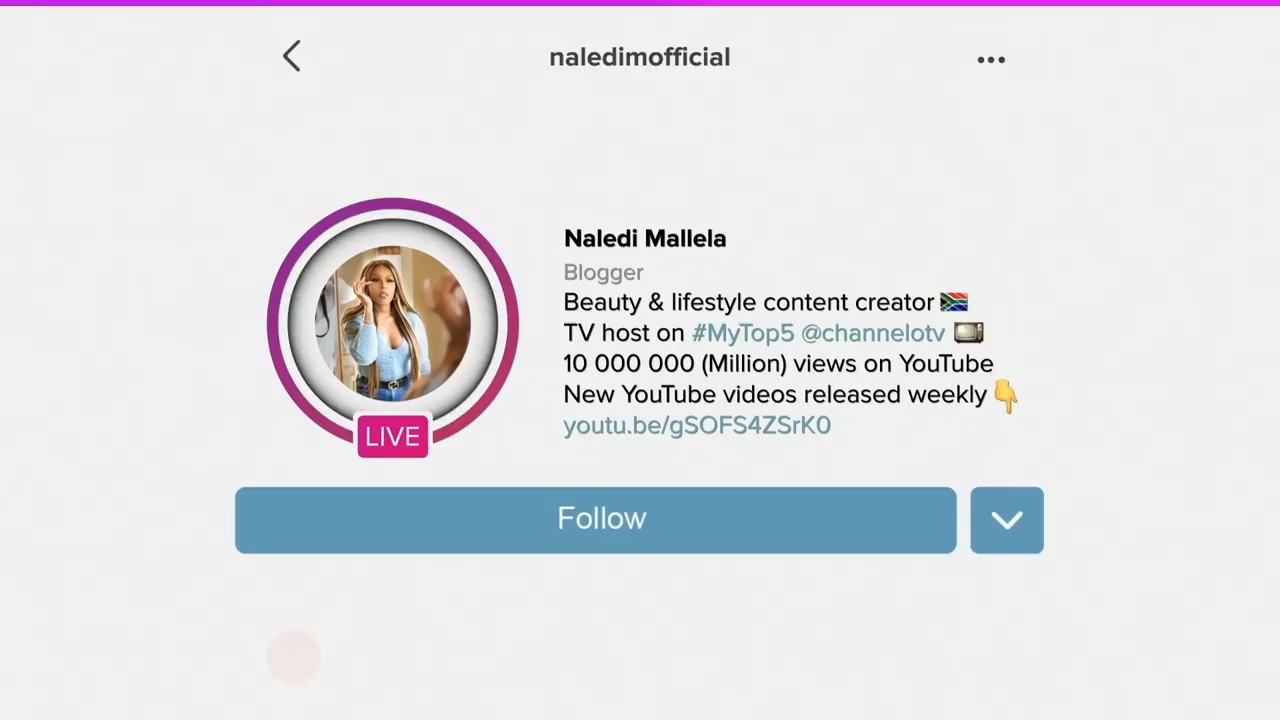 naledimofficial
Naledi Mallela
Blogger
Beauty & lifestyle content creator 🇿🇦
TV host on #MyTop5 @channelotv 📺
10 000 000 (Million) views on YouTube
New YouTube videos released weekly 👇
youtu.be/gSOFS4ZSrK0
LIVE
Follow